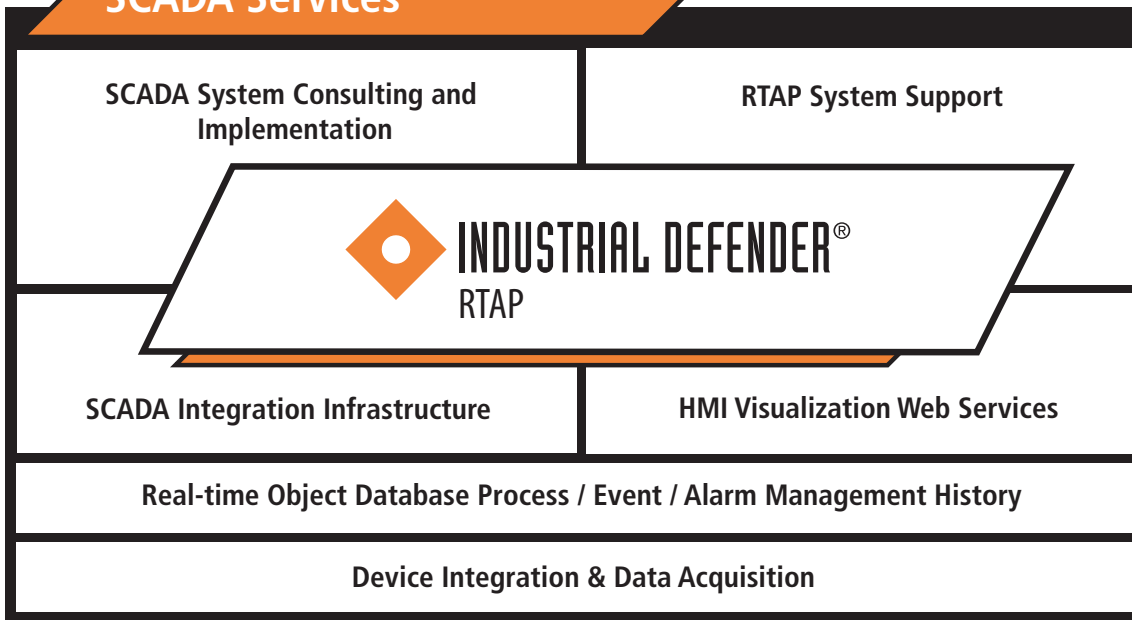 SCADA Services
SCADA System Consulting and
Implementation
RTAP System Support
INDUSTRIAL DEFENDER®
RTAP
SCADA Integration Infrastructure
HMI Visualization Web Services
Real-time Object Database Process / Event / Alarm Management History
Device Integration & Data Acquisition